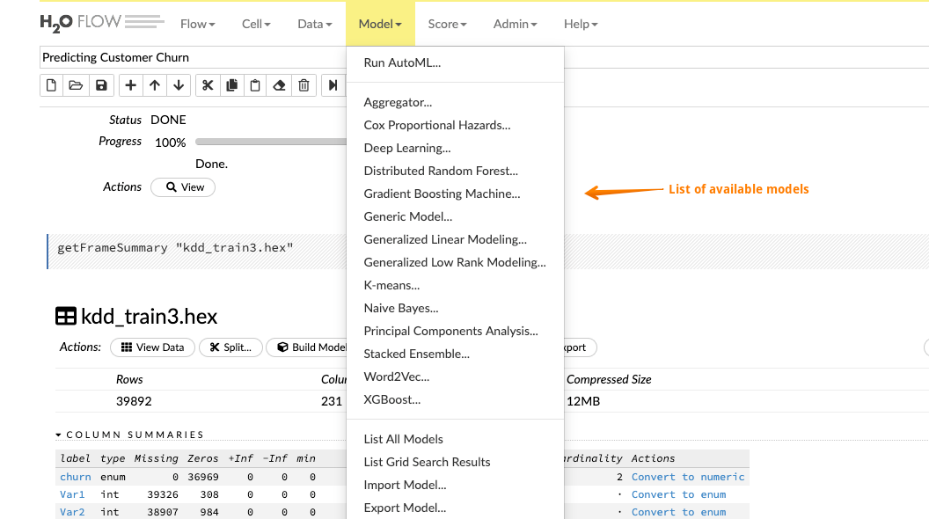 H2O FLOW Flow Cell Data Model Score Admin Help
Predicting Customer Churn
Run AutoML...
Aggregator...
Cox Proportional Hazards...
Deep Learning...
Distributed Random Forest...
Gradient Boosting Machine...
Generic Model...
Generalized Linear Modeling...
Generalized Low Rank Modeling...
K-means...
Naive Bayes...
Principal Components Analysis...
Stacked Ensemble...
Word2Vec...
XGBoost...
List All Models
List Grid Search Results
Import Model...
Export Model...
Status DONE
Progress 100%
Done.
Actions View
List of available models
getFrameSummary "kdd_train3.hex"
kdd_train3.hex
Actions: View Data Split... Build Model
Rows Compressed Size
39892 231 12MB
COLUMN SUMMARIES
label type Missing Zeros +Inf -Inf min Actions
churn enum 0 36969 0 0 0 2 Convert to numeric
Var1 int 39326 308 0 0 0 · Convert to enum
Var2 int 38907 984 0 0 0 · Convert to enum